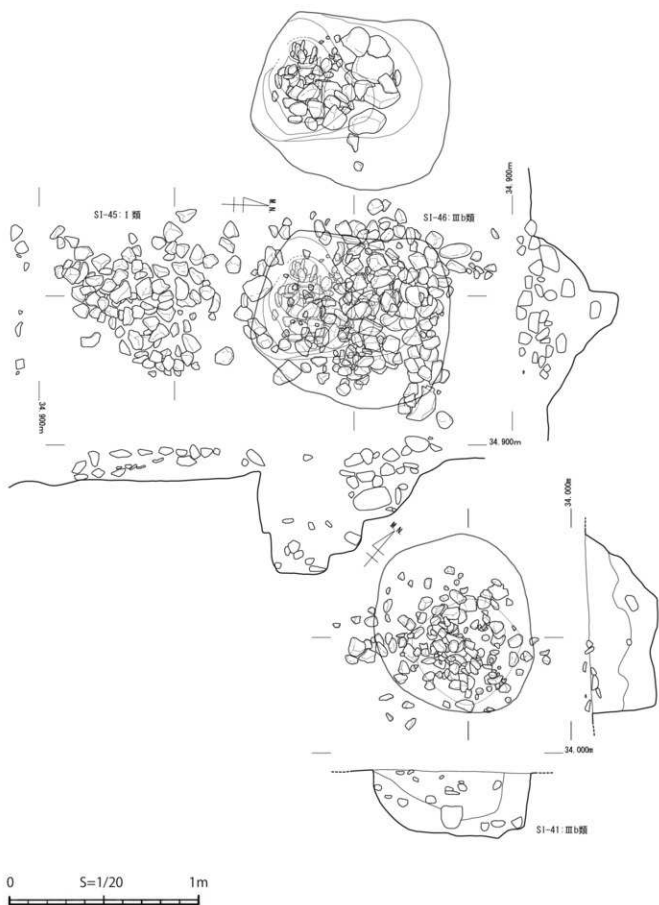 34.900m
SI-45:Ⅰ類
M.N.
SI-46:Ⅲb類
34.900m
34.900m
M.N.
34.000m
34.000m
SI-41:Ⅲb類
0 S=1/20 1m